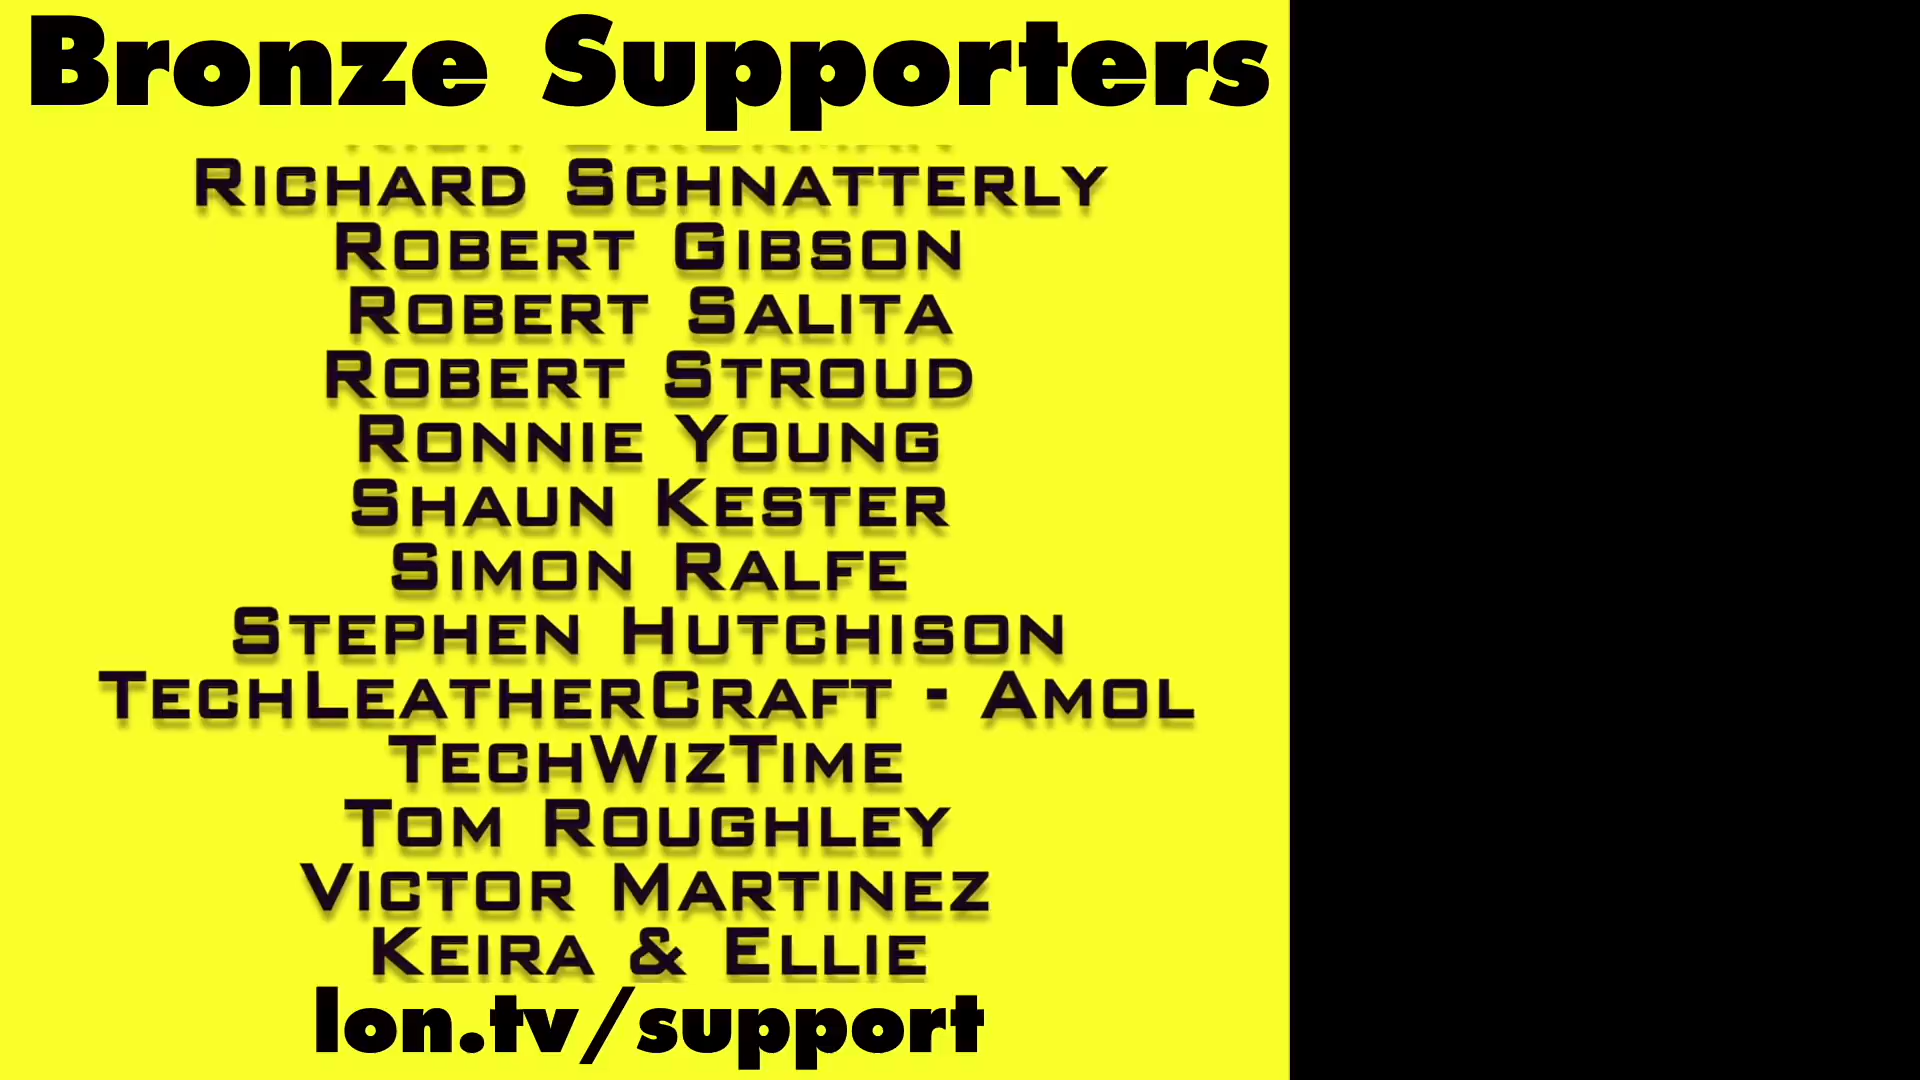 Bronze Supporters
Richard Schnatterly
Robert Gibson
Robert Salita
Robert Stroud
Ronnie Young
Shaun Kester
Simon Ralfe
Stephen Hutchison
TechLeatherCraft - Amol
TechWizTime
Tom Roughley
Victor Martinez
Keira & Ellie
lon.tv/support